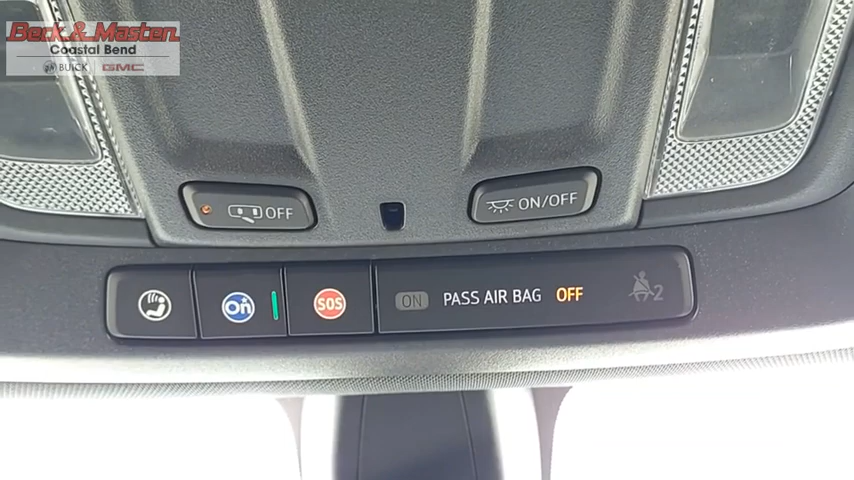 Beck & Masten
Coastal Bend
BUICK GMC
OFF
ON/OFF
On
SOS
ON
PASS AIR BAG OFF
2